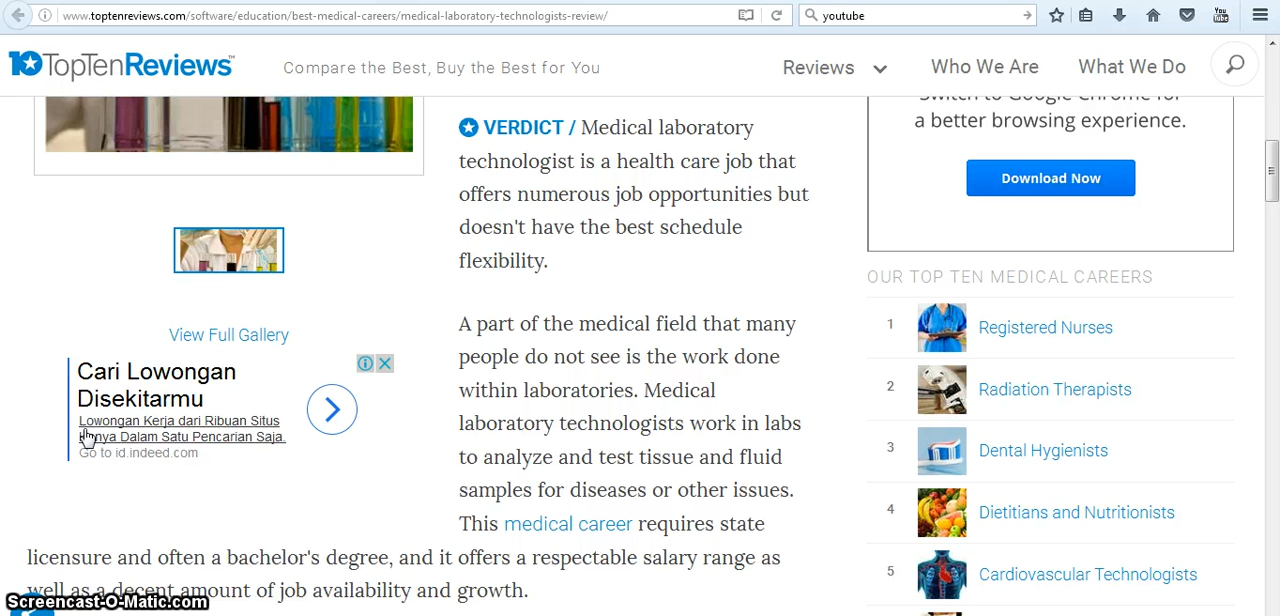 www.toptenreviews.com/software/education/best-medical-careers/medical-laboratory-technologists-review/
youtube
You
Tube
10 TopTenReviews™
Compare the Best, Buy the Best for You
Reviews
Who We Are
What We Do
VERDICT / Medical laboratory
technologist is a health care job that
offers numerous job opportunities but
doesn't have the best schedule
flexibility.
View Full Gallery
Cari Lowongan
Disekitarmu
Lowongan Kerja dari Ribuan Situs
Hanya Dalam Satu Pencarian Saja.
Go to id.indeed.com
A part of the medical field that many
people do not see is the work done
within laboratories. Medical
laboratory technologists work in labs
to analyze and test tissue and fluid
samples for diseases or other issues.
This medical career requires state
licensure and often a bachelor's degree, and it offers a respectable salary range as
well as a decent amount of job availability and growth.
Switch to Google Chrome for
a better browsing experience.
Download Now
OUR TOP TEN MEDICAL CAREERS
1 Registered Nurses
2 Radiation Therapists
3 Dental Hygienists
4 Dietitians and Nutritionists
5 Cardiovascular Technologists
Screencast-O-Matic.com